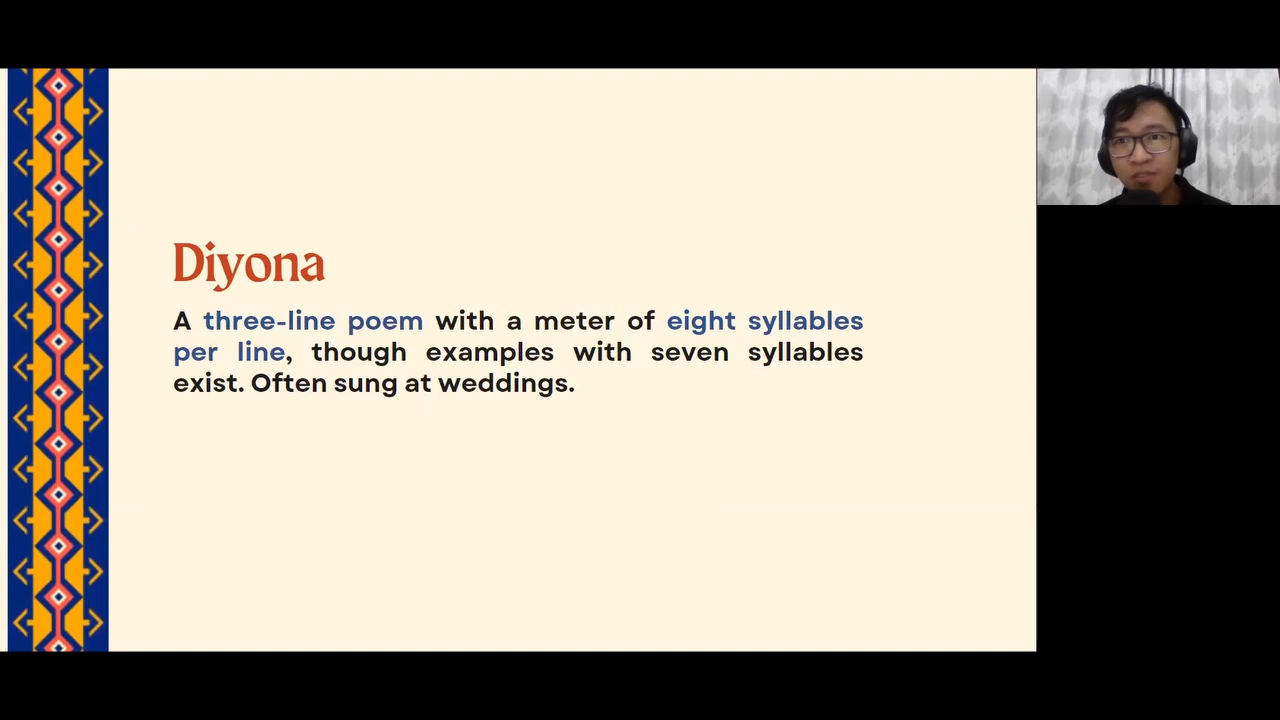 Diyona
A three-line poem with a meter of eight syllables
per line, though examples with seven syllables
exist. Often sung at weddings.